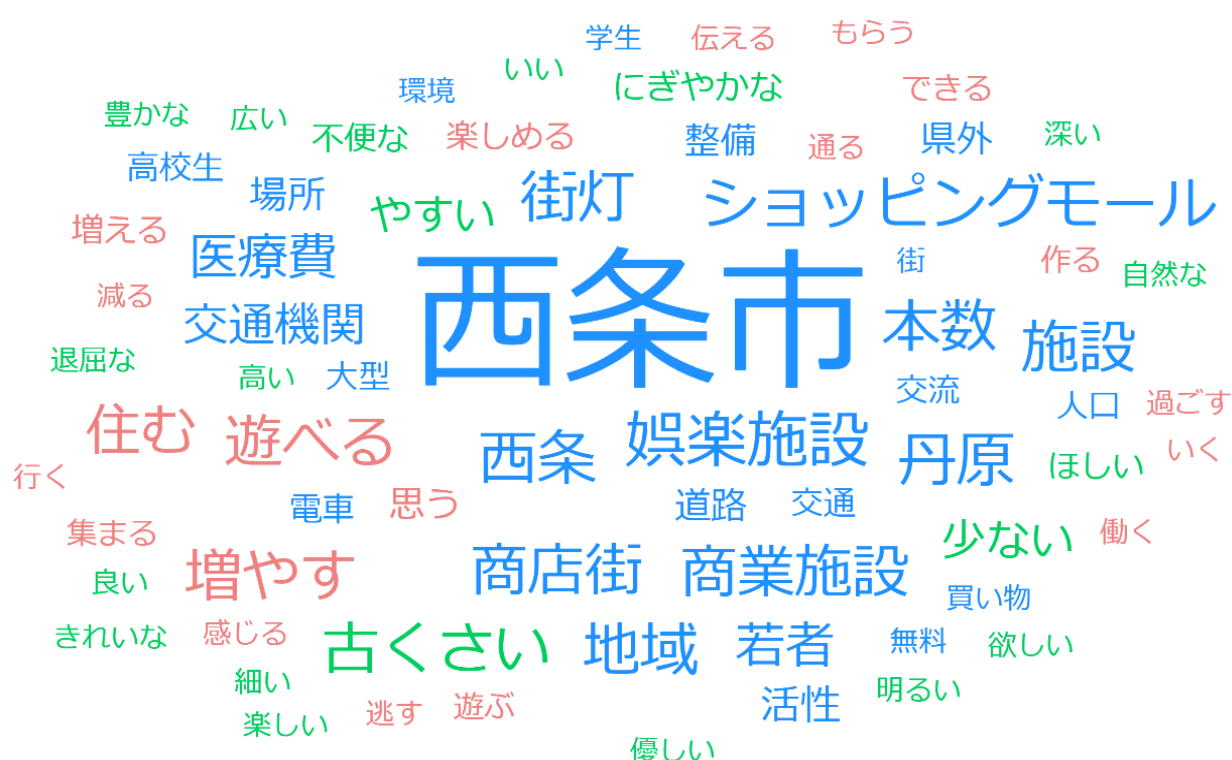 学生 伝える もらう
いい にぎやかな できる
環境
豊かな 広い 不便な 楽しめる 整備 通る 県外 深い
高校生 場所 やすい 街灯 ショッピングモール
増える 医療費 西条市 街 作る 自然な
減る 交通機関 本数 施設
退屈な 高い 大型 交流 人口 過ごす
住む 遊べる 西条 娯楽施設 丹原 ほしい いく
行く 電車 思う 道路 交通
集まる 増やす 商店街 商業施設 少ない 働く
良い 買い物
きれいな 感じる 古くさい 地域 若者 無料 欲しい
細い 逃す 遊ぶ 活性 明るい
楽しい 優しい